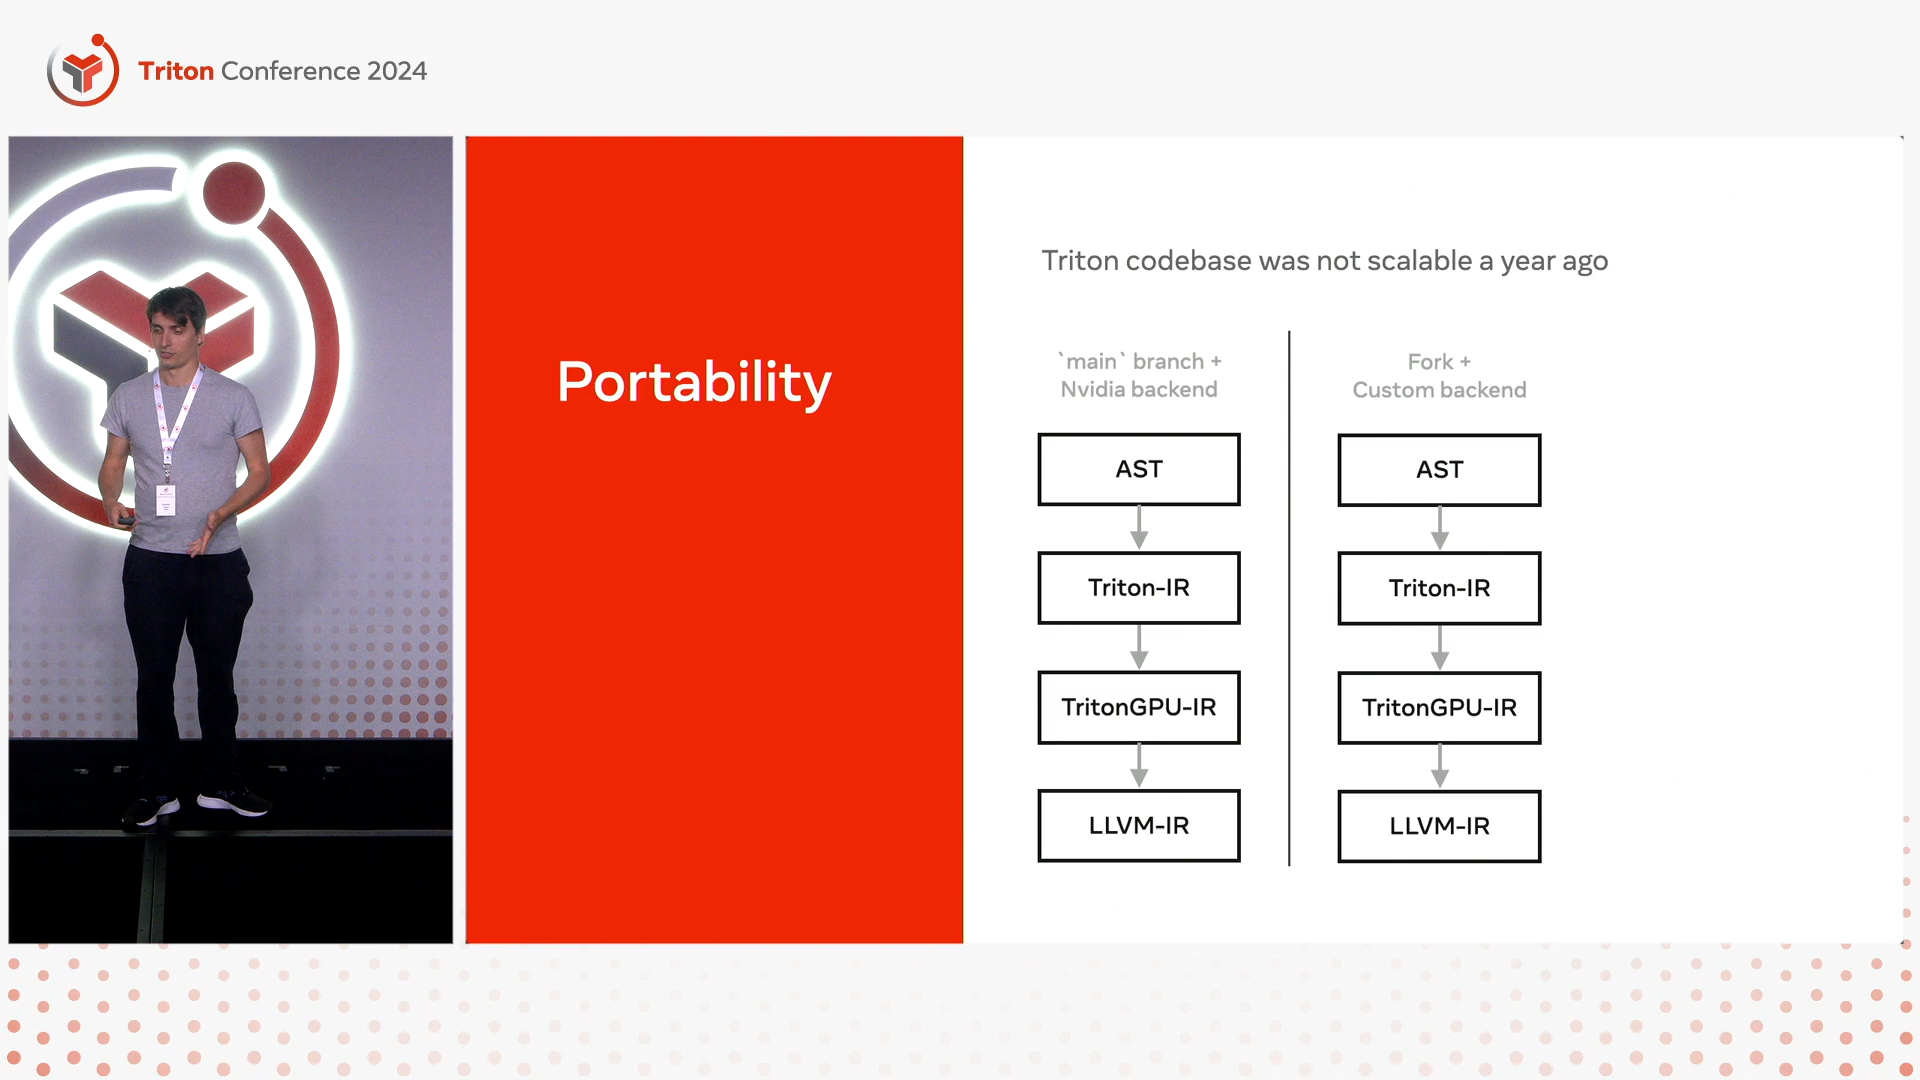 Triton Conference 2024
Portability
Triton codebase was not scalable a year ago
`main` branch +
Nvidia backend
AST
Triton-IR
TritonGPU-IR
LLVM-IR
Fork +
Custom backend
AST
Triton-IR
TritonGPU-IR
LLVM-IR